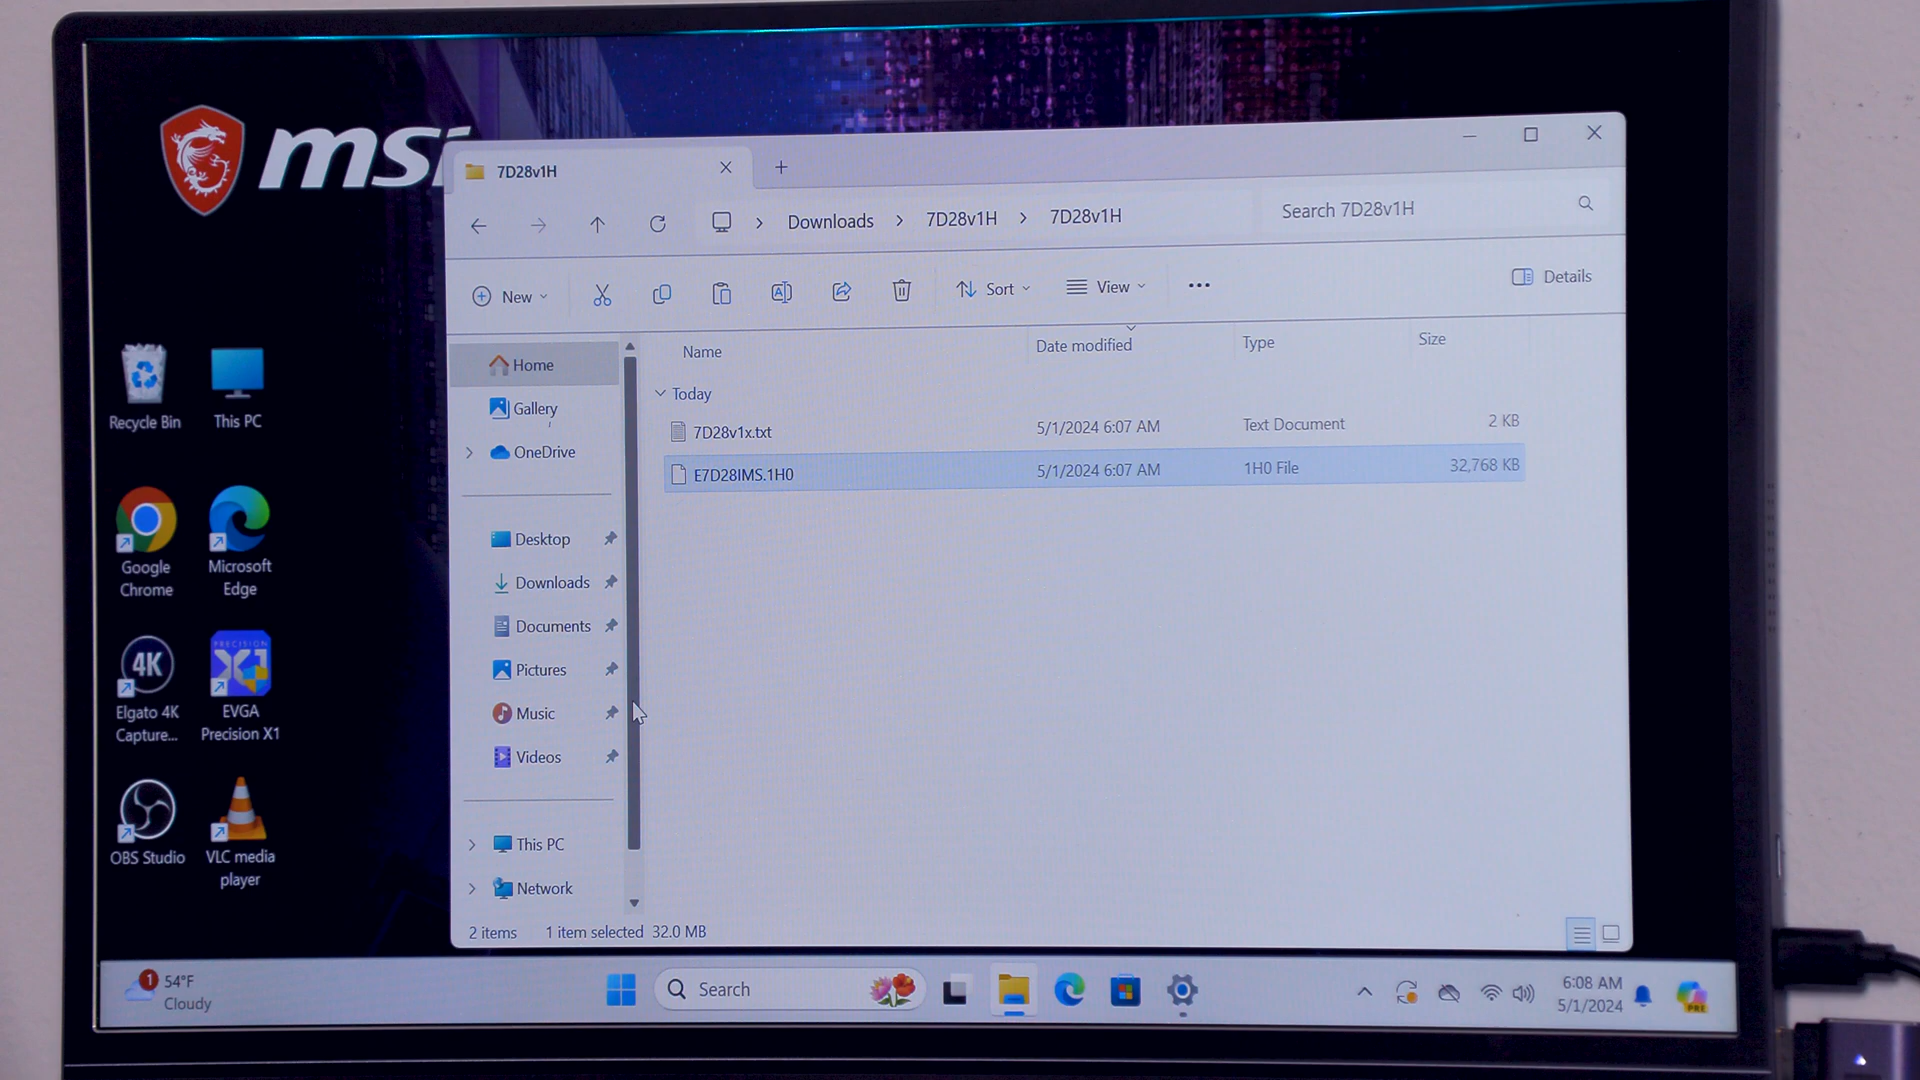 msi
7D28v1H
Downloads
7D28v1H
7D28v1H
Search 7D28v1H
New
Sort
View
Details
Home
Gallery
OneDrive
Desktop
Downloads
Documents
Pictures
Music
Videos
This PC
Network
Name
Date modified
Type
Size
Today
7D28v1x.txt
5/1/2024 6:07 AM
Text Document
2 KB
E7D28IMS.1H0
5/1/2024 6:07 AM
1H0 File
32,768 KB
2 items
1 item selected 32.0 MB
Recycle Bin
This PC
Google
Chrome
Microsoft
Edge
4K
Elgato 4K
Capture...
PRECISION
X1
EVGA
Precision X1
OBS Studio
VLC media
player
1
54°F
Cloudy
Search
6:08 AM
5/1/2024
PRE